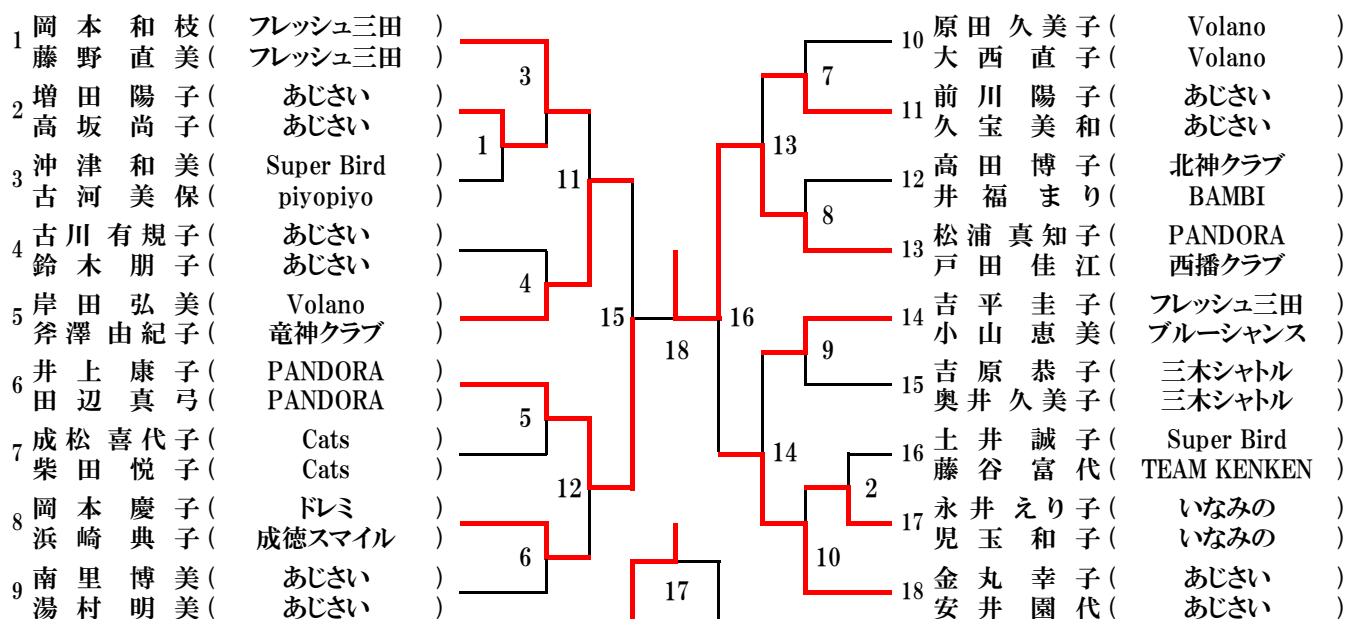 1 岡本和枝 ( フレッシュ三田 )
藤野直美 ( フレッシュ三田 )
2 増田陽子 ( あじさい )
高坂尚子 ( あじさい )
3 沖津和美 ( Super Bird )
古河美保 ( piyopiyo )
4 古川有規子 ( あじさい )
鈴木朋子 ( あじさい )
5 岸田弘美 ( Volano )
斧澤由紀子 ( 竜神クラブ )
6 井上康子 ( PANDORA )
田辺真弓 ( PANDORA )
7 成松喜代子 ( Cats )
柴田悦子 ( Cats )
8 岡本慶子 ( ドレミ )
浜崎典子 ( 成徳スマイル )
9 南里博美 ( あじさい )
湯村明美 ( あじさい )
3
1
11
4
15
5
12
6
18
17
16
7
13
8
9
14
2
10
10 原田久美子 ( Volano )
大西直子 ( Volano )
11 前川陽子 ( あじさい )
久宝美和 ( あじさい )
12 高田博子 ( 北神クラブ )
井福まり ( BAMBI )
13 松浦真知子 ( PANDORA )
戸田佳江 ( 西播クラブ )
14 吉平圭子 ( フレッシュ三田 )
小山恵美 ( ブルーシャンス )
15 吉原恭子 ( 三木シャトル )
奥井久美子 ( 三木シャトル )
16 土井誠子 ( Super Bird )
藤谷富代 ( TEAM KENKEN )
17 永井えり子 ( いなみの )
児玉和子 ( いなみの )
18 金丸幸子 ( あじさい )
安井園代 ( あじさい )